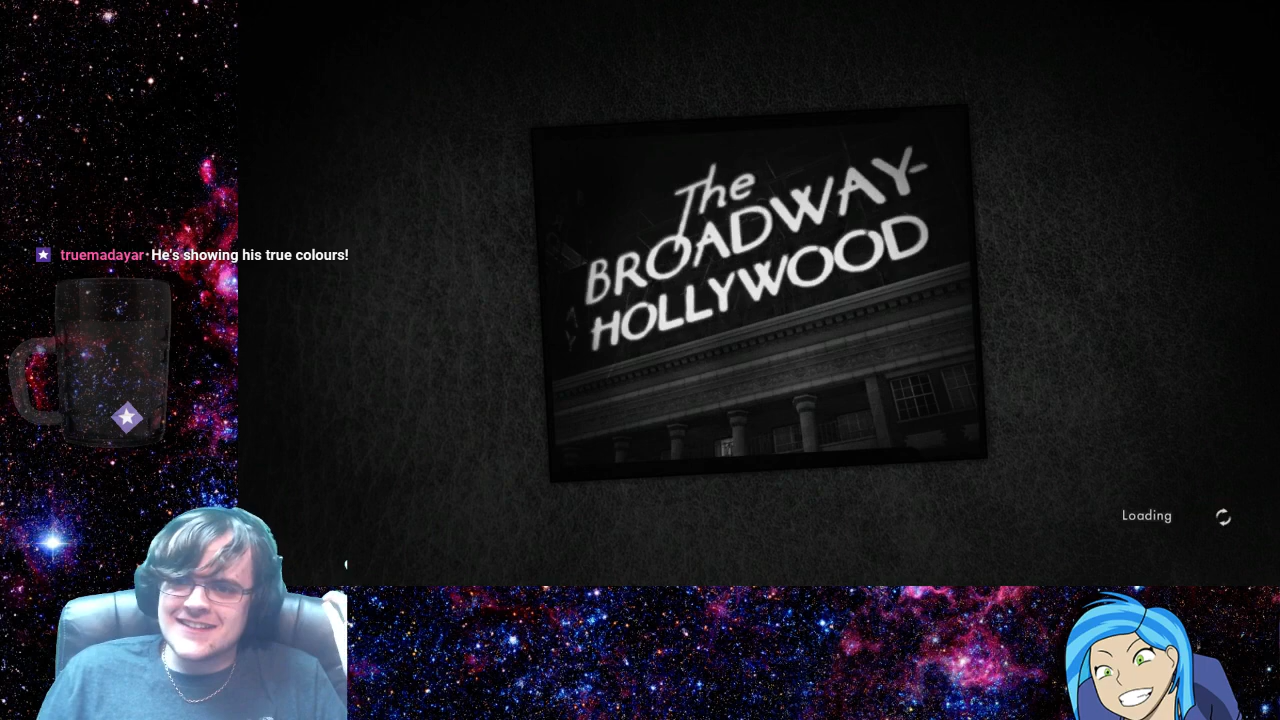 The
BROADWAY-
HOLLYWOOD
truemadayar: He's showing his true colours!
Loading